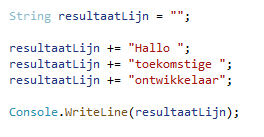 String resultaatLijn = "";
resultaatLijn += "Hallo ";
resultaatLijn += "toekomstige ";
resultaatLijn += "ontwikkelaar";
Console.WriteLine(resultaatLijn);